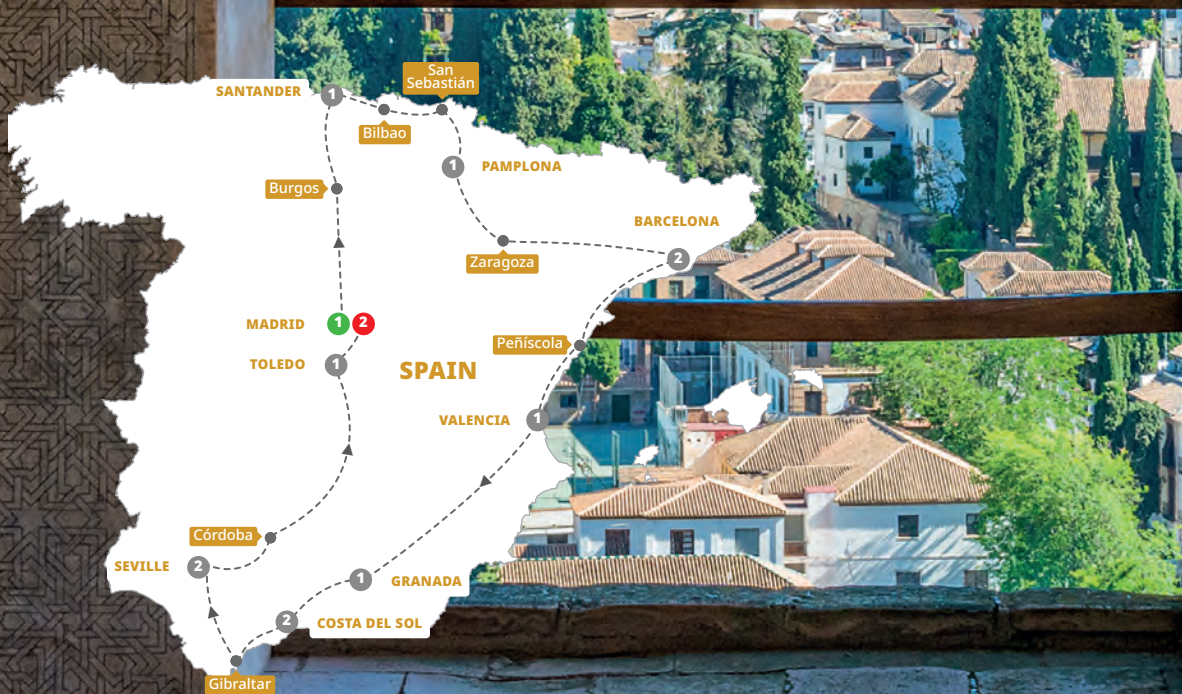 San
Sebastián
SANTANDER
1
Bilbao
1
PAMPLONA
Burgos
BARCELONA
Zaragoza
2
MADRID
1
2
Peñíscola
TOLEDO
1
SPAIN
VALENCIA
1
Córdoba
SEVILLE
2
1
GRANADA
2
COSTA DEL SOL
Gibraltar